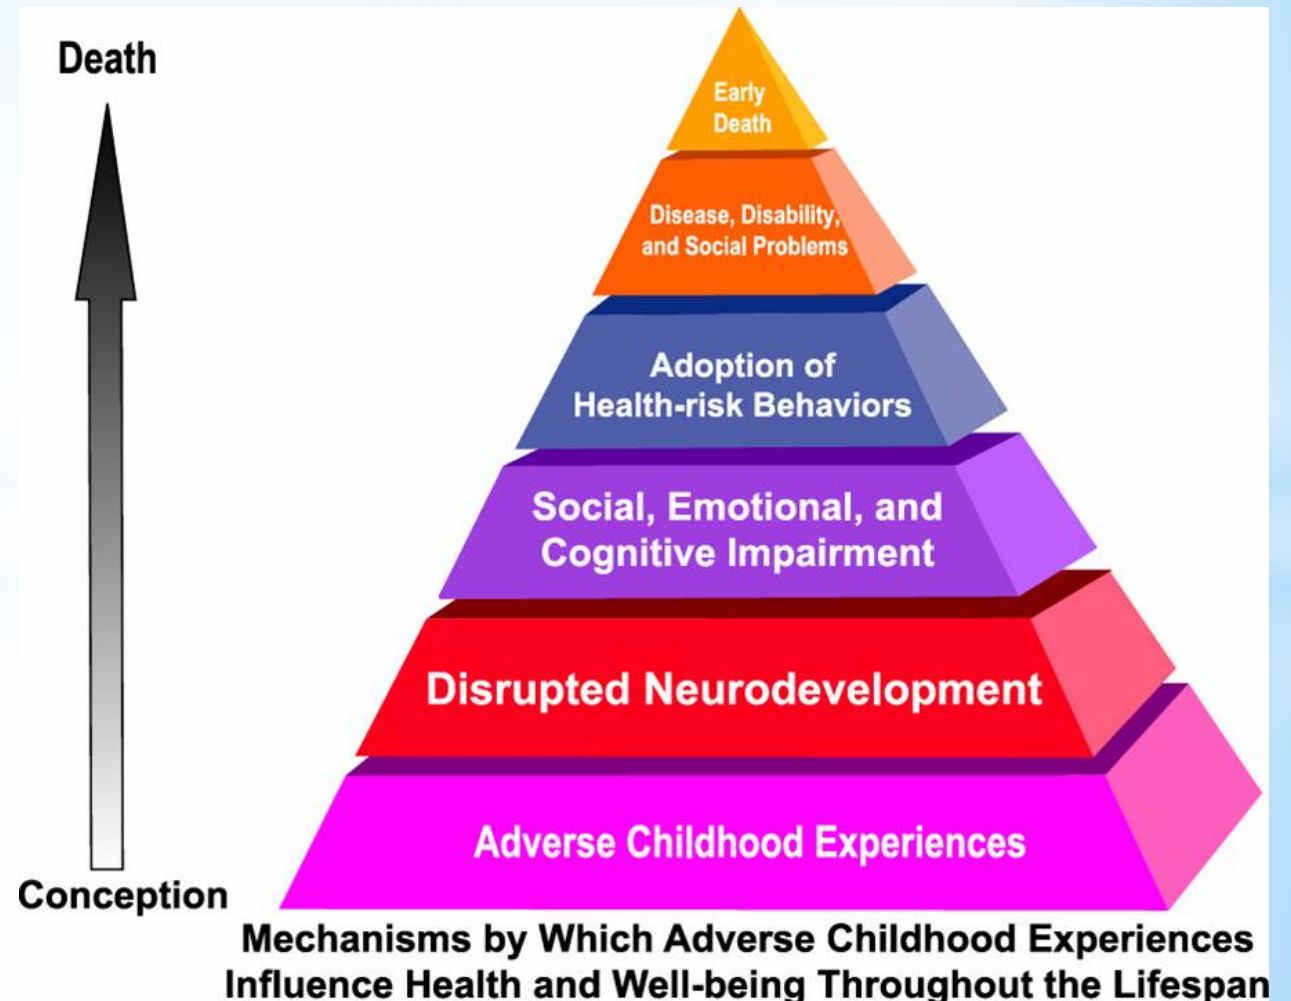 Death
Early
Death
Disease, Disability,
and Social Problems
Adoption of
Health-risk Behaviors
Social, Emotional, and
Cognitive Impairment
Disrupted Neurodevelopment
Adverse Childhood Experiences
Conception
Mechanisms by Which Adverse Childhood Experiences
Influence Health and Well-being Throughout the Lifespan